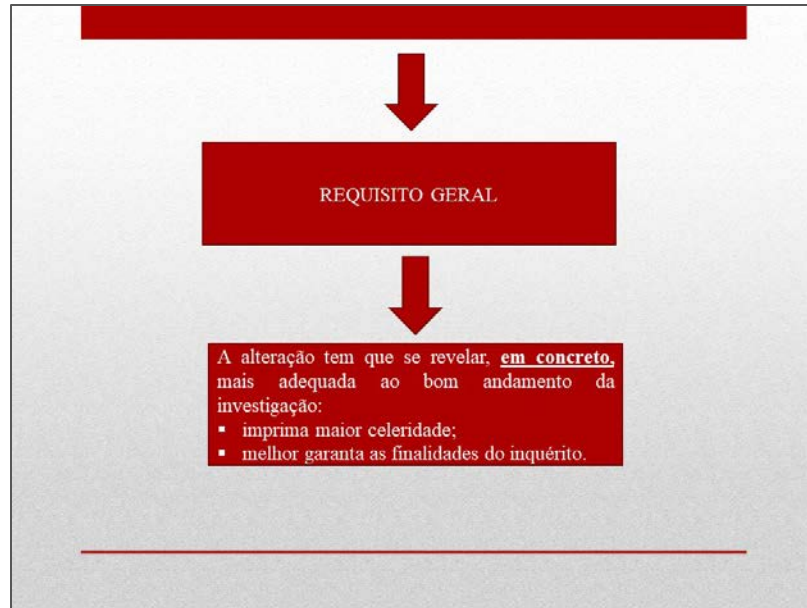 REQUISITO GERAL
A alteração tem que se revelar, em concreto,
mais adequada ao bom andamento da
investigação:
▪ imprima maior celeridade;
▪ melhor garanta as finalidades do inquérito.